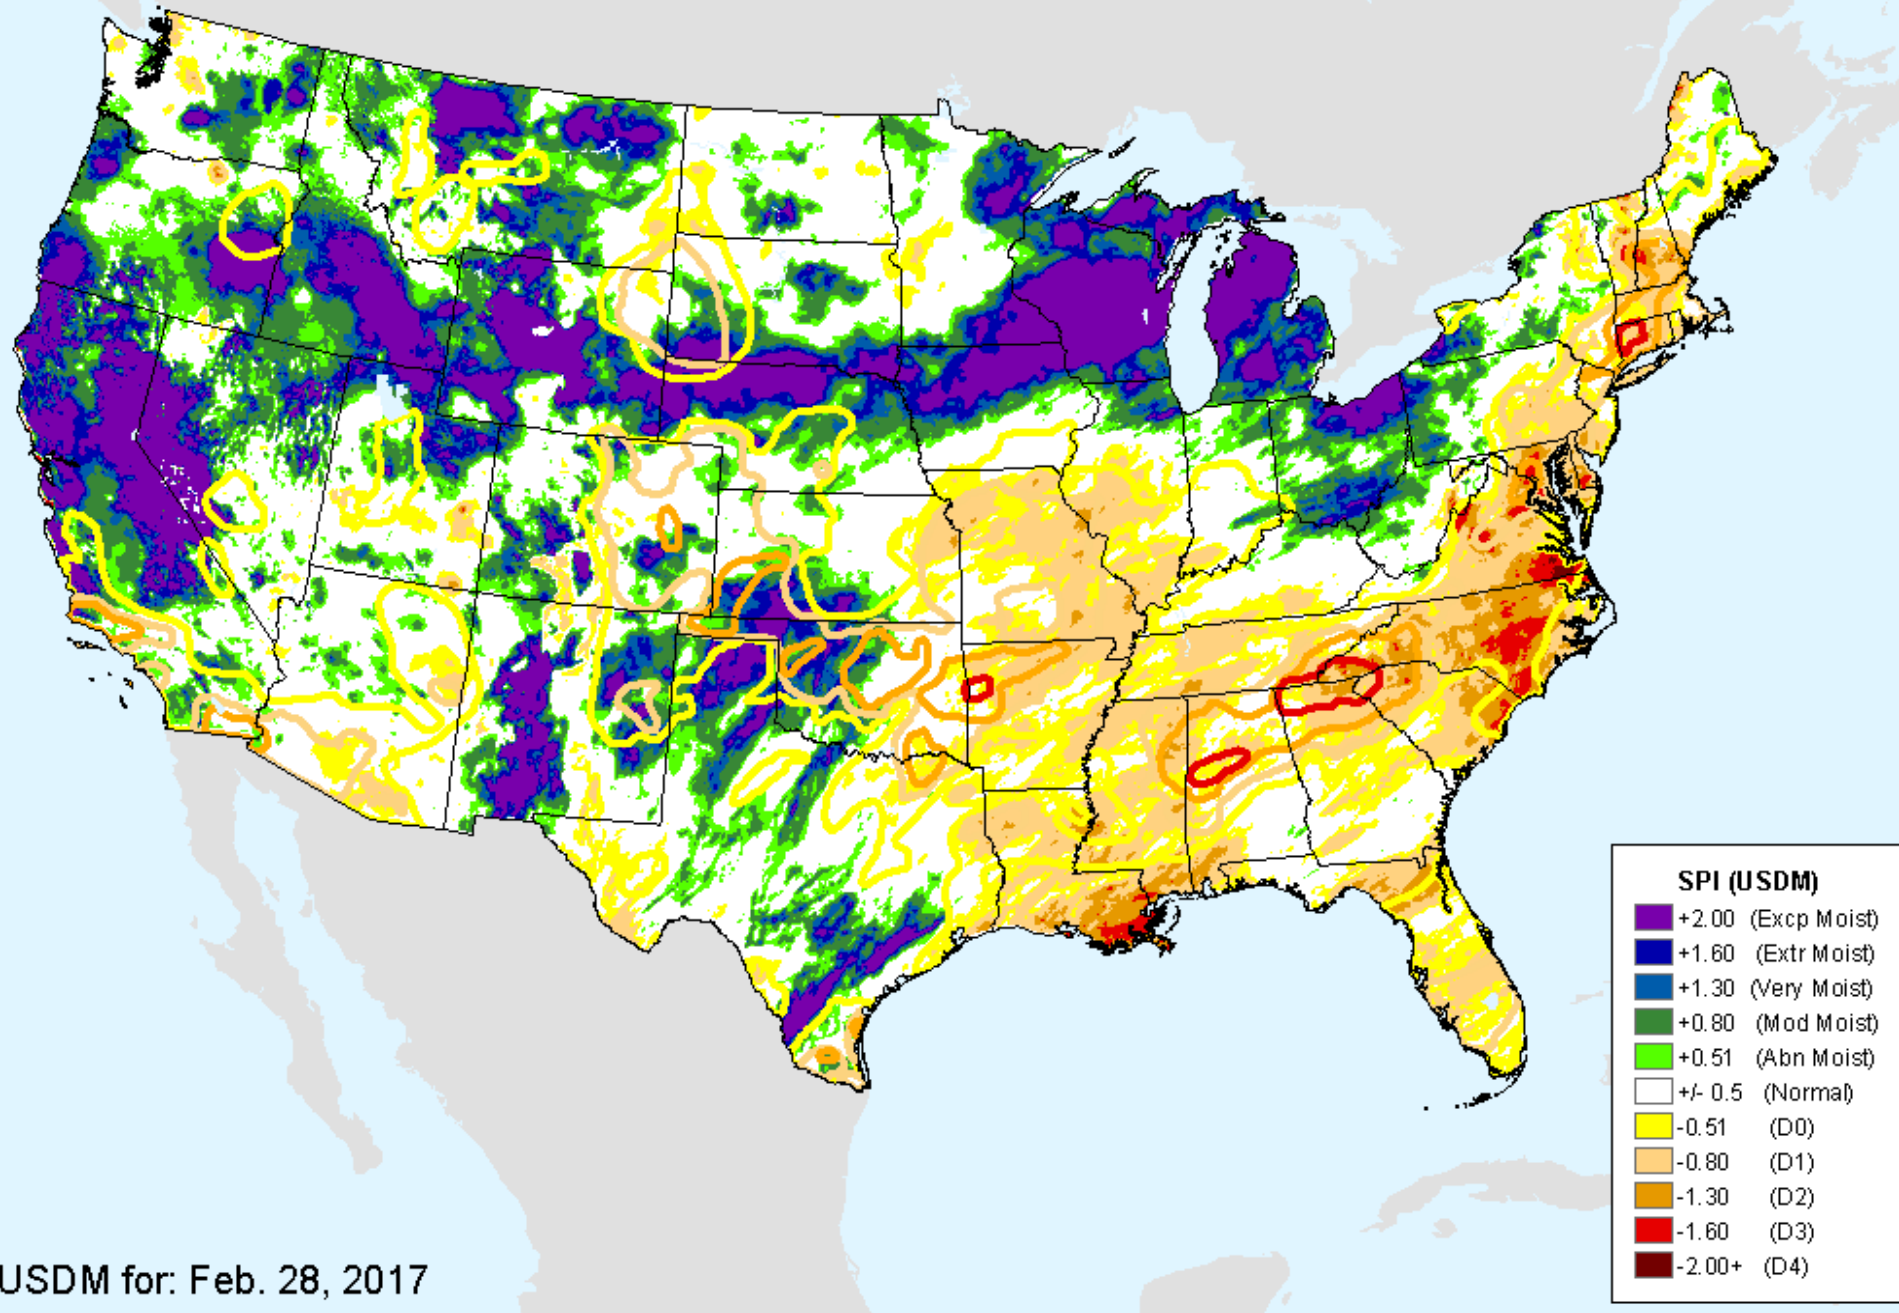 SPI (USDM)
+2.00 (Excp Moist)
+1.60 (Extr Moist)
+1.30 (Very Moist)
+0.80 (Mod Moist)
+0.51 (Abn Moist)
+/- 0.5 (Normal)
-0.51 (D0)
-0.80 (D1)
-1.30 (D2)
-1.60 (D3)
-2.00+ (D4)
USDM for: Feb. 28, 2017